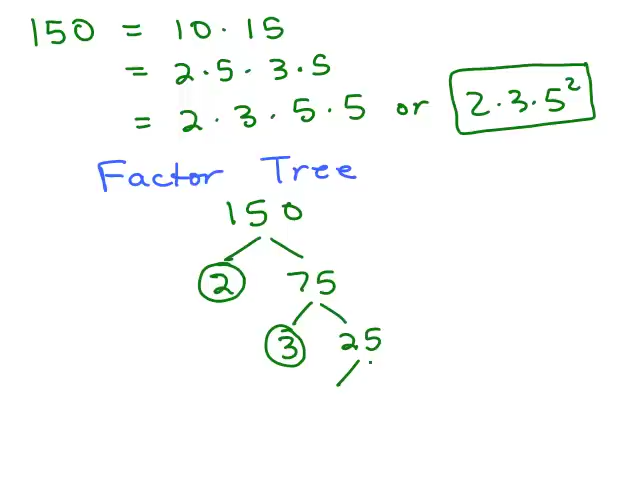 150 = 10 · 15
= 2 · 5 · 3 · 5
= 2 · 3 · 5 · 5 or 2 · 3 · 5²
Factor Tree
150
2 75
3 25